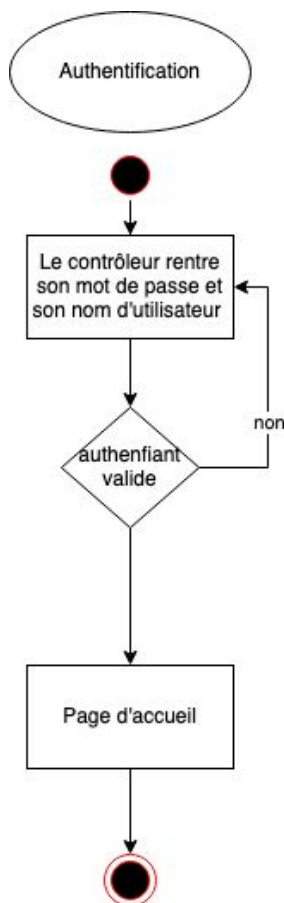 Authentification
Le contrôleur rentre
son mot de passe et
son nom d'utilisateur
non
authenfiant
valide
Page d'accueil